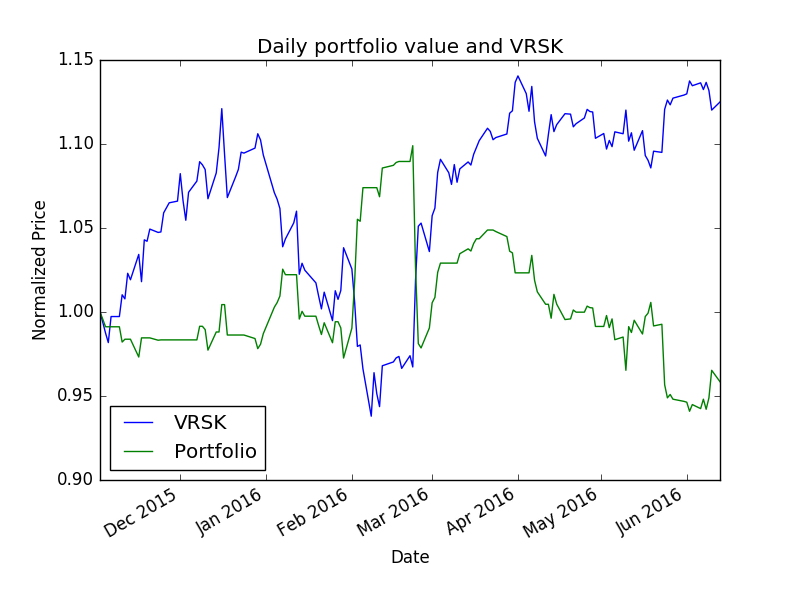 Daily portfolio value and VRSK
1.15
1.10
1.05
1.00
0.95
0.90
Normalized Price
VRSK
Portfolio
Dec 2015
Jan 2016
Feb 2016
Mar 2016
Apr 2016
May 2016
Jun 2016
Date